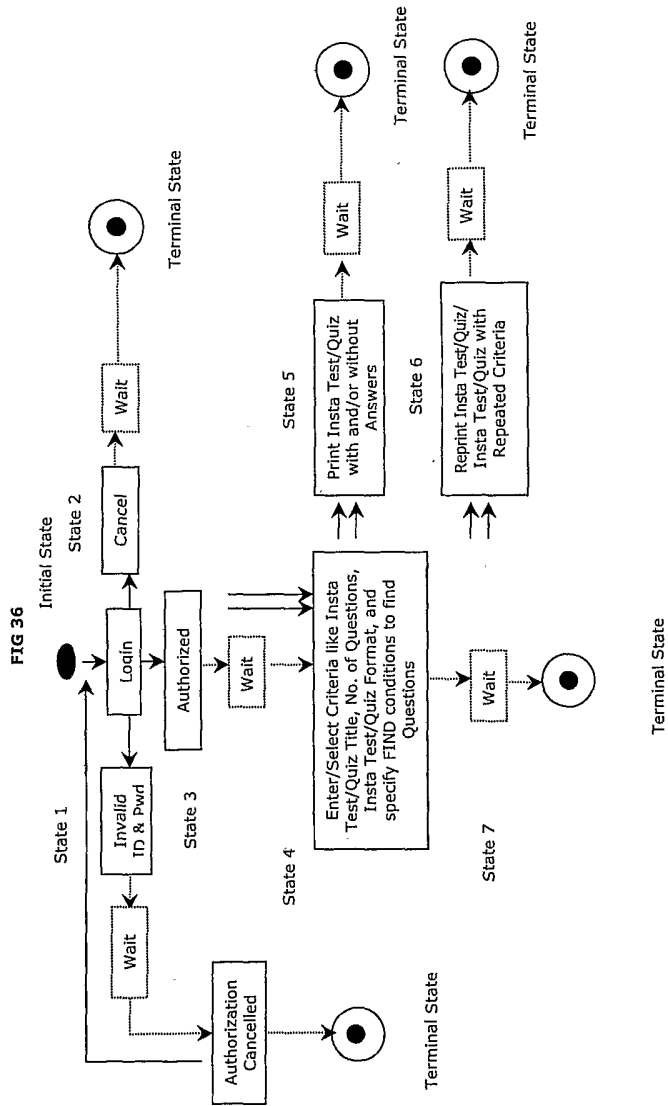 FIG 36
Initial State
State 1
State 2
Login
Cancel
Wait
Terminal State
Invalid
ID & Pwd
Wait
Authorization
Cancelled
Terminal State
State 3
Authorized
Wait
State 4
Enter/Select Criteria like Insta
Test/Quiz Title, No. of Questions,
Insta Test/Quiz Format, and
specify FIND conditions to find
Questions
State 5
Print Insta Test/Quiz
with and/or without
Answers
Wait
Terminal State
State 6
Reprint Insta Test/Quiz/
Insta Test/Quiz with
Repeated Criteria
Wait
Terminal State
State 7
Wait
Terminal State